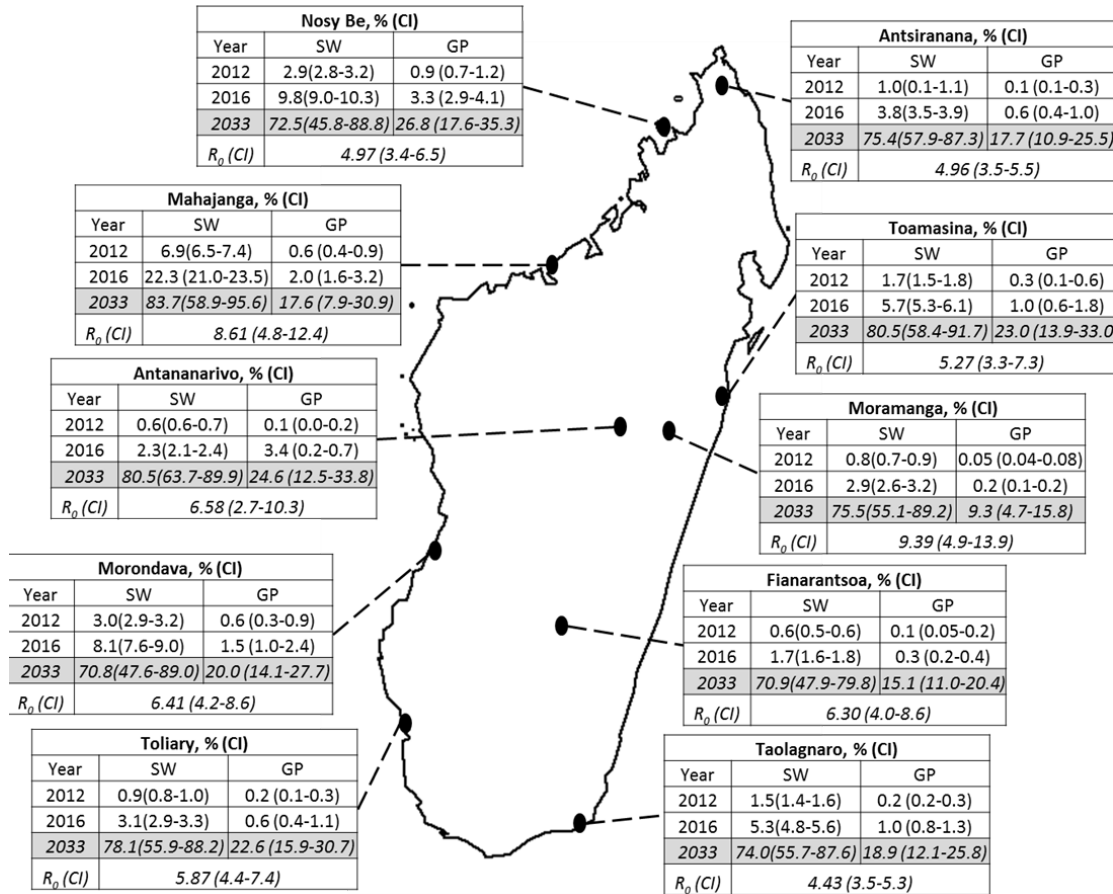 Nosy Be, % (CI)
Year SW GP
2012 2.9(2.8-3.2) 0.9 (0.7-1.2)
2016 9.8(9.0-10.3) 3.3 (2.9-4.1)
2033 72.5(45.8-88.8) 26.8 (17.6-35.3)
R0 (CI) 4.97 (3.4-6.5)
Antsiranana, % (CI)
Year SW GP
2012 1.0(0.1-1.1) 0.1 (0.1-0.3)
2016 3.8(3.5-3.9) 0.6 (0.4-1.0)
2033 75.4(57.9-87.3) 17.7 (10.9-25.5)
R0 (CI) 4.96 (3.5-5.5)
Mahajanga, % (CI)
Year SW GP
2012 6.9(6.5-7.4) 0.6 (0.4-0.9)
2016 22.3 (21.0-23.5) 2.0 (1.6-3.2)
2033 83.7(58.9-95.6) 17.6 (7.9-30.9)
R0 (CI) 8.61 (4.8-12.4)
Toamasina, % (CI)
Year SW GP
2012 1.7(1.5-1.8) 0.3 (0.1-0.6)
2016 5.7(5.3-6.1) 1.0 (0.6-1.8)
2033 80.5(58.4-91.7) 23.0 (13.9-33.0
R0 (CI) 5.27 (3.3-7.3)
Antananarivo, % (CI)
Year SW GP
2012 0.6(0.6-0.7) 0.1 (0.0-0.2)
2016 2.3(2.1-2.4) 3.4 (0.2-0.7)
2033 80.5(63.7-89.9) 24.6 (12.5-33.8)
R0 (CI) 6.58 (2.7-10.3)
Moramanga, % (CI)
Year SW GP
2012 0.8(0.7-0.9) 0.05 (0.04-0.08)
2016 2.9(2.6-3.2) 0.2 (0.1-0.2)
2033 75.5(55.1-89.2) 9.3 (4.7-15.8)
R0 (CI) 9.39 (4.9-13.9)
Morondava, % (CI)
Year SW GP
2012 3.0(2.9-3.2) 0.6 (0.3-0.9)
2016 8.1(7.6-9.0) 1.5 (1.0-2.4)
2033 70.8(47.6-89.0) 20.0 (14.1-27.7)
R0 (CI) 6.41 (4.2-8.6)
Fianarantsoa, % (CI)
Year SW GP
2012 0.6(0.5-0.6) 0.1 (0.05-0.2)
2016 1.7(1.6-1.8) 0.3 (0.2-0.4)
2033 70.9(47.9-79.8) 15.1 (11.0-20.4)
R0 (CI) 6.30 (4.0-8.6)
Toliary, % (CI)
Year SW GP
2012 0.9(0.8-1.0) 0.2 (0.1-0.3)
2016 3.1(2.9-3.3) 0.6 (0.4-1.1)
2033 78.1(55.9-88.2) 22.6 (15.9-30.7)
R0 (CI) 5.87 (4.4-7.4)
Taolagnaro, % (CI)
Year SW GP
2012 1.5(1.4-1.6) 0.2 (0.2-0.3)
2016 5.3(4.8-5.6) 1.0 (0.8-1.3)
2033 74.0(55.7-87.6) 18.9 (12.1-25.8)
R0 (CI) 4.43 (3.5-5.3)